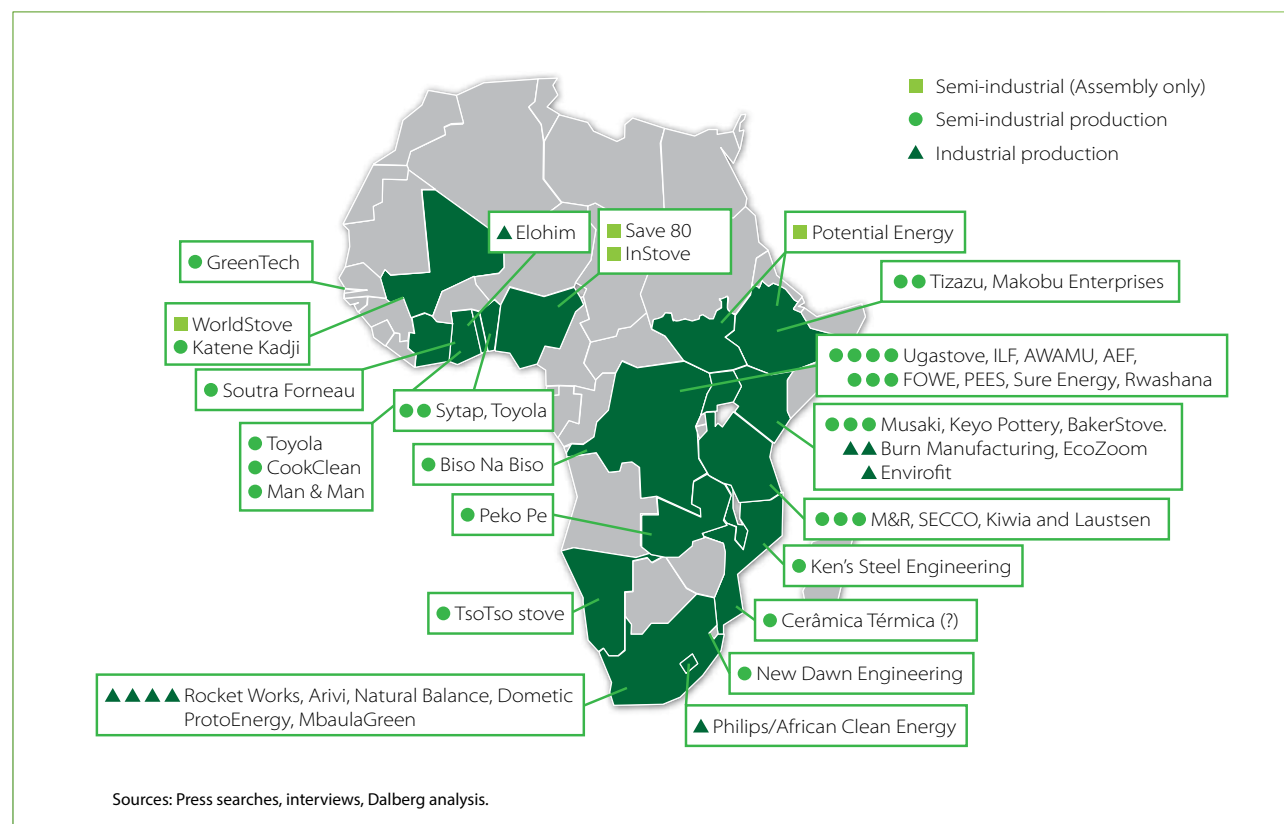 Semi-industrial (Assembly only)
Semi-industrial production
Industrial production
Elohim
Save 80
InStove
Potential Energy
GreenTech
Tizazu, Makobu Enterprises
WorldStove
Katene Kadji
Ugastove, ILF, AWAMU, AEF,
FOWE, PEES, Sure Energy, Rwashana
Soutra Forneau
Sytap, Toyola
Musaki, Keyo Pottery, BakerStove.
Burn Manufacturing, EcoZoom
Envirofit
Toyola
CookClean
Man & Man
Biso Na Biso
Peko Pe
M&R, SECCO, Kiwia and Laustsen
Ken's Steel Engineering
TsoTso stove
Cerâmica Térmica (?)
New Dawn Engineering
Rocket Works, Arivi, Natural Balance, Dometic
ProtoEnergy, MbaulaGreen
Philips/African Clean Energy
Sources: Press searches, interviews, Dalberg analysis.